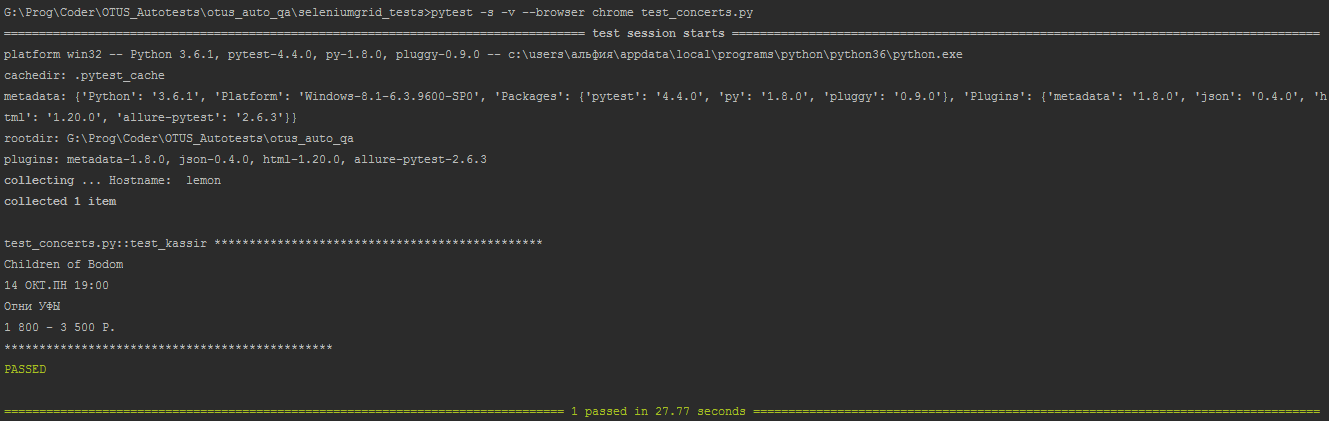 G:\Prog\Coder\OTUS_Autotests\otus_auto_qa\seleniumgrid_tests>pytest -s -v --browser chrome test_concerts.py
=================================================================================== test session starts ====================================================================================
platform win32 -- Python 3.6.1, pytest-4.4.0, py-1.8.0, pluggy-0.9.0 -- c:\users\альфия\appdata\local\programs\python\python36\python.exe
cachedir: .pytest_cache
metadata: {'Python': '3.6.1', 'Platform': 'Windows-8.1-6.3.9600-SP0', 'Packages': {'pytest': '4.4.0', 'py': '1.8.0', 'pluggy': '0.9.0'}, 'Plugins': {'metadata': '1.8.0', 'json': '0.4.0', 'h
tml': '1.20.0', 'allure-pytest': '2.6.3'}}
rootdir: G:\Prog\Coder\OTUS_Autotests\otus_auto_qa
plugins: metadata-1.8.0, json-0.4.0, html-1.20.0, allure-pytest-2.6.3
collecting ... Hostname:  lemon
collected 1 item
test_concerts.py::test_kassir ***********************************************
Children of Bodom
14 ОКТ.ПН 19:00
Огни УФЫ
1 800 – 3 500 Р.
***********************************************
PASSED
================================================================================ 1 passed in 27.77 seconds =================================================================================